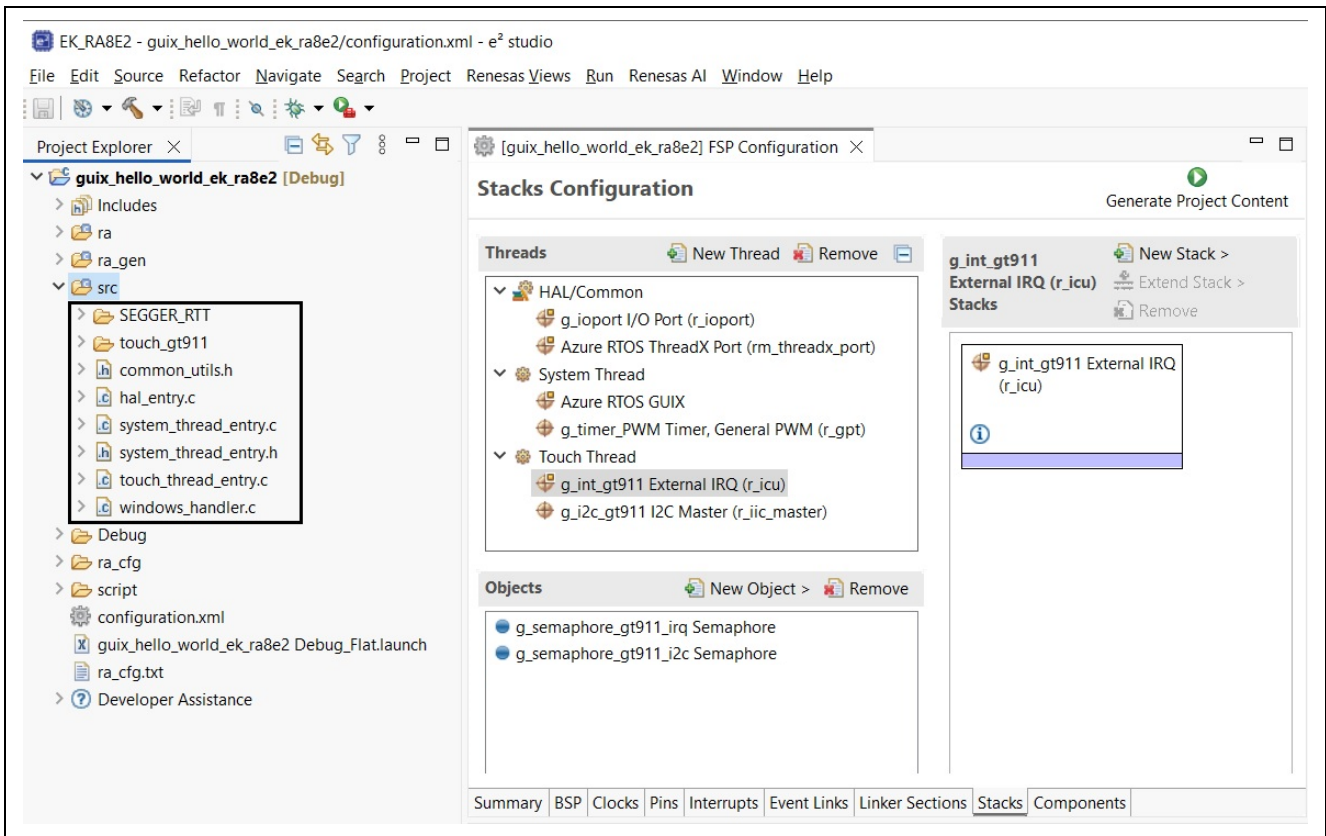 EK_RA8E2 - guix_hello_world_ek_ra8e2/configuration.xml - e² studio
File Edit Source Refactor Navigate Search Project Renesas Views Run Renesas AI Window Help
Project Explorer
guix_hello_world_ek_ra8e2 [Debug]
Includes
ra
ra_gen
src
SEGGER_RTT
touch_gt911
common_utils.h
hal_entry.c
system_thread_entry.c
system_thread_entry.h
touch_thread_entry.c
windows_handler.c
Debug
ra_cfg
script
configuration.xml
guix_hello_world_ek_ra8e2 Debug_Flat.launch
ra_cfg.txt
Developer Assistance
[guix_hello_world_ek_ra8e2] FSP Configuration
Stacks Configuration
Generate Project Content
Threads New Thread Remove
HAL/Common
g_ioport I/O Port (r_ioport)
Azure RTOS ThreadX Port (rm_threadx_port)
System Thread
Azure RTOS GUIX
g_timer_PWM Timer, General PWM (r_gpt)
Touch Thread
g_int_gt911 External IRQ (r_icu)
g_i2c_gt911 I2C Master (r_iic_master)
Objects New Object > Remove
g_semaphore_gt911_irq Semaphore
g_semaphore_gt911_i2c Semaphore
g_int_gt911
External IRQ (r_icu)
Stacks
New Stack >
Extend Stack >
Remove
g_int_gt911 External IRQ
(r_icu)
Summary BSP Clocks Pins Interrupts Event Links Linker Sections Stacks Components